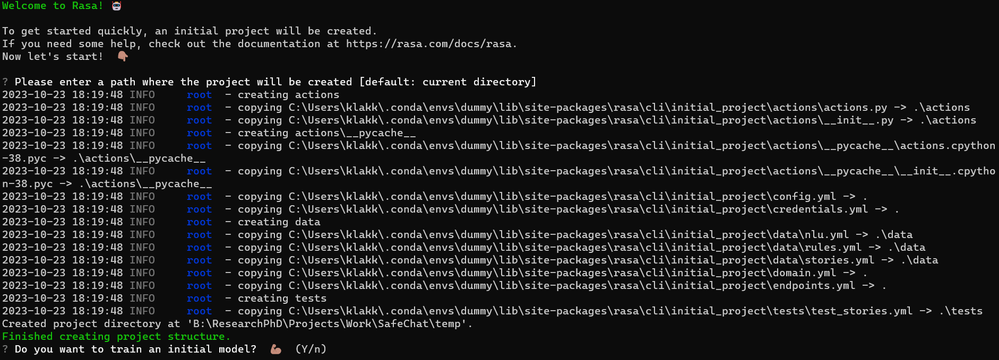 Welcome to Rasa! 🤖
To get started quickly, an initial project will be created.
If you need some help, check out the documentation at https://rasa.com/docs/rasa.
Now let's start! 👇🏽
? Please enter a path where the project will be created [default: current directory]
2023-10-23 18:19:48 INFO     root  - creating actions
2023-10-23 18:19:48 INFO     root  - copying C:\Users\klakk\.conda\envs\dummy\lib\site-packages\rasa\cli\initial_project\actions\actions.py -> .\actions
2023-10-23 18:19:48 INFO     root  - copying C:\Users\klakk\.conda\envs\dummy\lib\site-packages\rasa\cli\initial_project\actions\__init__.py -> .\actions
2023-10-23 18:19:48 INFO     root  - creating actions\__pycache__
2023-10-23 18:19:48 INFO     root  - copying C:\Users\klakk\.conda\envs\dummy\lib\site-packages\rasa\cli\initial_project\actions\__pycache__\actions.cpython
-38.pyc -> .\actions\__pycache__
2023-10-23 18:19:48 INFO     root  - copying C:\Users\klakk\.conda\envs\dummy\lib\site-packages\rasa\cli\initial_project\actions\__pycache__\__init__.cpytho
n-38.pyc -> .\actions\__pycache__
2023-10-23 18:19:48 INFO     root  - copying C:\Users\klakk\.conda\envs\dummy\lib\site-packages\rasa\cli\initial_project\config.yml -> .
2023-10-23 18:19:48 INFO     root  - copying C:\Users\klakk\.conda\envs\dummy\lib\site-packages\rasa\cli\initial_project\credentials.yml -> .
2023-10-23 18:19:48 INFO     root  - creating data
2023-10-23 18:19:48 INFO     root  - copying C:\Users\klakk\.conda\envs\dummy\lib\site-packages\rasa\cli\initial_project\data\nlu.yml -> .\data
2023-10-23 18:19:48 INFO     root  - copying C:\Users\klakk\.conda\envs\dummy\lib\site-packages\rasa\cli\initial_project\data\rules.yml -> .\data
2023-10-23 18:19:48 INFO     root  - copying C:\Users\klakk\.conda\envs\dummy\lib\site-packages\rasa\cli\initial_project\data\stories.yml -> .\data
2023-10-23 18:19:48 INFO     root  - copying C:\Users\klakk\.conda\envs\dummy\lib\site-packages\rasa\cli\initial_project\domain.yml -> .
2023-10-23 18:19:48 INFO     root  - copying C:\Users\klakk\.conda\envs\dummy\lib\site-packages\rasa\cli\initial_project\endpoints.yml -> .
2023-10-23 18:19:48 INFO     root  - creating tests
2023-10-23 18:19:48 INFO     root  - copying C:\Users\klakk\.conda\envs\dummy\lib\site-packages\rasa\cli\initial_project\tests\test_stories.yml -> .\tests
Created project directory at 'B:\ResearchPhD\Projects\Work\SafeChat\temp'.
Finished creating project structure.
? Do you want to train an initial model? 💪🏽 (Y/n)